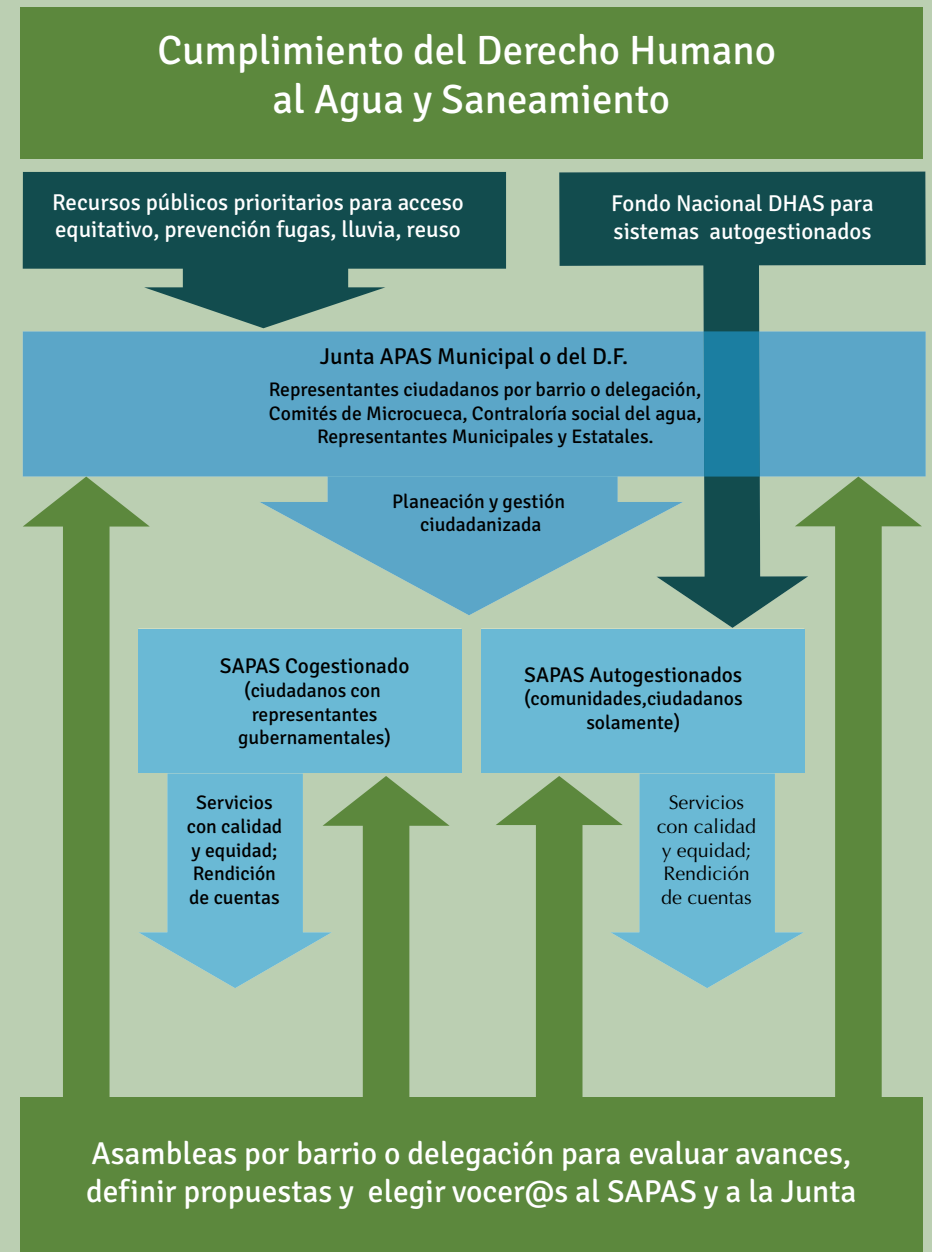 Cumplimiento del Derecho Humano
al Agua y Saneamiento
Recursos públicos prioritarios para acceso
equitativo, prevención fugas, lluvia, reuso
Fondo Nacional DHAS para
sistemas autogestionados
Junta APAS Municipal o del D.F.
Representantes ciudadanos por barrio o delegación,
Comités de Microcueca, Contraloría social del agua,
Representantes Municipales y Estatales.
Planeación y gestión
ciudadanizada
SAPAS Cogestionado
(ciudadanos con
representantes
gubernamentales)
SAPAS Autogestionados
(comunidades,ciudadanos
solamente)
Servicios
con calidad
y equidad;
Rendición
de cuentas
Servicios
con calidad
y equidad;
Rendición
de cuentas
Asambleas por barrio o delegación para evaluar avances,
definir propuestas y elegir vocer@s al SAPAS y a la Junta